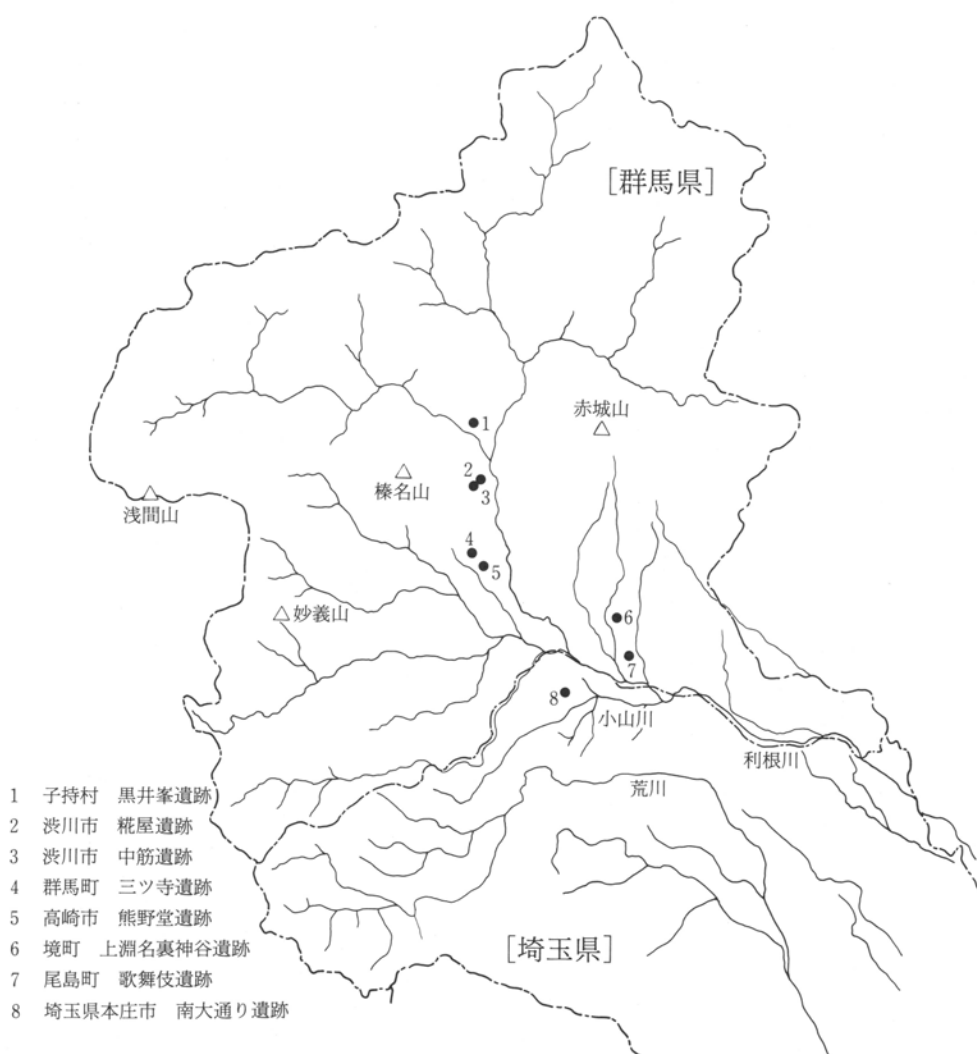 [群馬県]
赤城山
1
2
榛名山
3
浅間山
4
5
妙義山
6
7
8
小山川
利根川
荒川
[埼玉県]
1 子持村 黒井峯遺跡
2 渋川市 糀屋遺跡
3 渋川市 中筋遺跡
4 群馬町 三ツ寺遺跡
5 高崎市 熊野堂遺跡
6 境町 上淵名裏神谷遺跡
7 尾島町 歌舞伎遺跡
8 埼玉県本庄市 南大通り遺跡